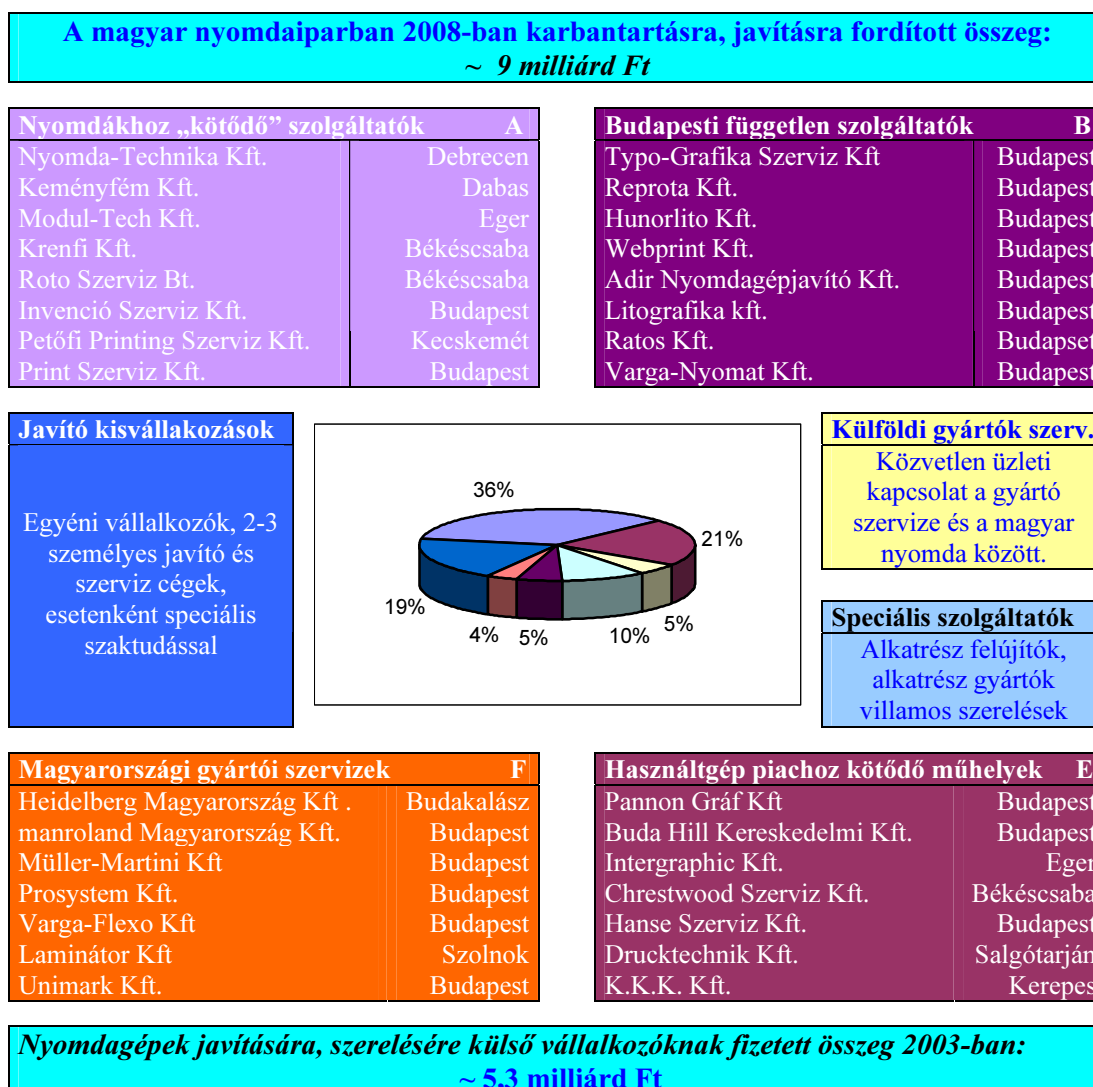 A magyar nyomdaiparban 2008-ban karbantartásra, javításra fordított összeg:
~ 9 milliárd Ft
Nyomdákhoz „kötődő” szolgáltatók A
Nyomda-Technika Kft. Debrecen
Keményfém Kft. Dabas
Modul-Tech Kft. Eger
Krenfi Kft. Békéscsaba
Roto Szerviz Bt. Békéscsaba
Invenció Szerviz Kft. Budapest
Petőfi Printing Szerviz Kft. Kecskemét
Print Szerviz Kft. Budapest
Budapesti független szolgáltatók B
Typo-Grafika Szerviz Kft Budapest
Reprota Kft. Budapest
Hunorlito Kft. Budapest
Webprint Kft. Budapest
Adir Nyomdagépjavító Kft. Budapest
Litografika kft. Budapest
Ratos Kft. Budapset
Varga-Nyomat Kft. Budapest
Javító kisvállakozások
Egyéni vállalkozók, 2-3
személyes javító és
szerviz cégek,
esetenként speciális
szaktudással
36%
21%
19%
4%
5%
10%
5%
Külföldi gyártók szerv.
Közvetlen üzleti
kapcsolat a gyártó
szervize és a magyar
nyomda között.
Speciális szolgáltatók
Alkatrész felújítók,
alkatrész gyártók
villamos szerelések
Magyarországi gyártói szervizek F
Heidelberg Magyarország Kft . Budakalász
manroland Magyarország Kft. Budapest
Müller-Martini Kft Budapest
Prosystem Kft. Budapest
Varga-Flexo Kft Budapest
Laminátor Kft Szolnok
Unimark Kft. Budapest
Használtgép piachoz kötődő műhelyek E
Pannon Gráf Kft Budapest
Buda Hill Kereskedelmi Kft. Budapest
Intergraphic Kft. Eger
Chrestwood Szerviz Kft. Békéscsaba
Hanse Szerviz Kft. Budapest
Drucktechnik Kft. Salgótarján
K.K.K. Kft. Kerepes
Nyomdagépek javítására, szerelésére külső vállalkozóknak fizetett összeg 2003-ban:
~ 5,3 milliárd Ft